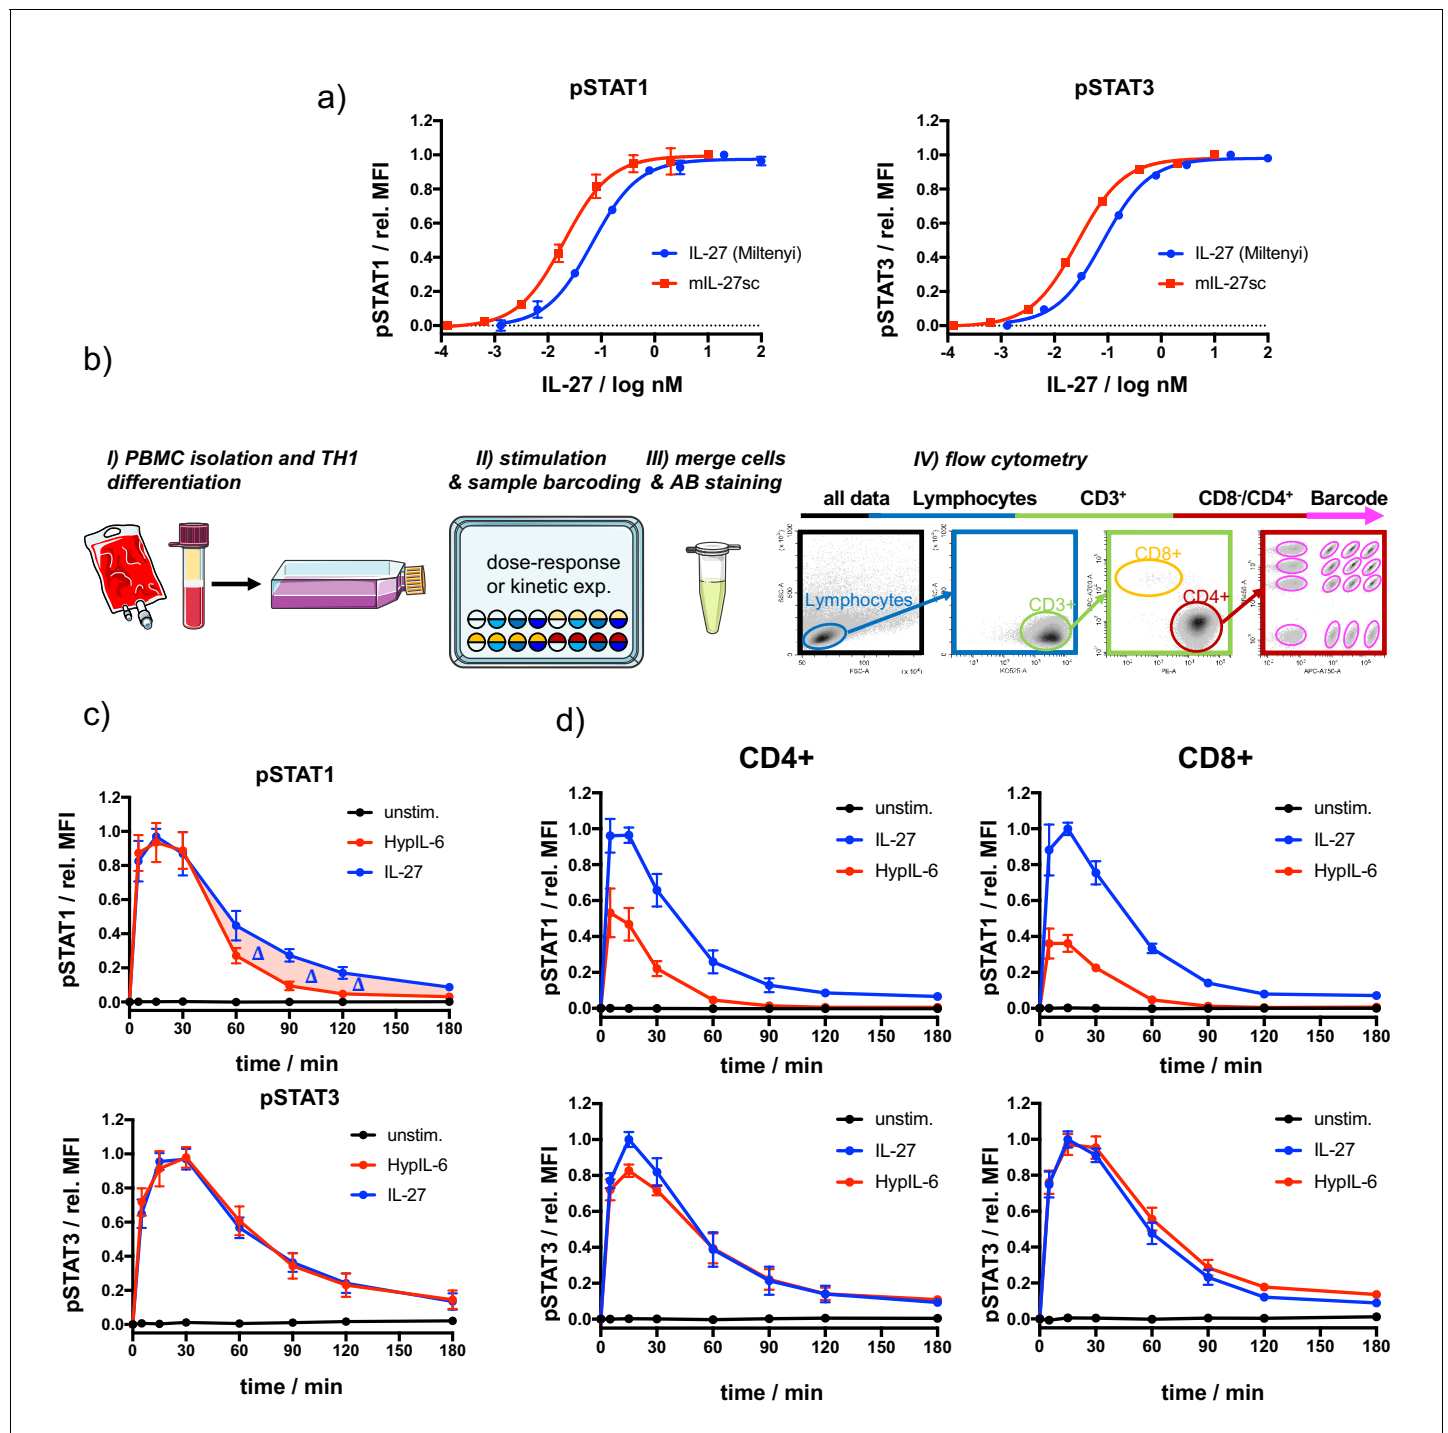 a)
pSTAT1
pSTAT1 / rel. MFI
1.2
1.0
0.8
0.6
0.4
0.2
0.0
IL-27 (Miltenyi)
mIL-27sc
-4 -3 -2 -1 0 1 2
IL-27 / log nM
pSTAT3
pSTAT3 / rel. MFI
1.2
1.0
0.8
0.6
0.4
0.2
0.0
IL-27 (Miltenyi)
mIL-27sc
-4 -3 -2 -1 0 1 2
IL-27 / log nM
b)
I) PBMC isolation and TH1
differentiation
II) stimulation
& sample barcoding
dose-response
or kinetic exp.
III) merge cells
& AB staining
IV) flow cytometry
all data Lymphocytes CD3+ CD8-/CD4+ Barcode
Lymphocytes
SSC-A
FSC-A
CD3+
KO525-A
CD8+
CD4+
PE-A
APC-A750-A
c)
pSTAT1
pSTAT1 / rel. MFI
1.2
1.0
0.8
0.6
0.4
0.2
0.0
unstim.
HypIL-6
IL-27
Δ
Δ
Δ
0 30 60 90 120 150 180
time / min
pSTAT3
pSTAT3 / rel. MFI
1.2
1.0
0.8
0.6
0.4
0.2
0.0
unstim.
HypIL-6
IL-27
0 30 60 90 120 150 180
time / min
d)
CD4+
pSTAT1 / rel. MFI
1.2
1.0
0.8
0.6
0.4
0.2
0.0
unstim.
IL-27
HypIL-6
0 30 60 90 120 150 180
time / min
CD8+
pSTAT1 / rel. MFI
1.2
1.0
0.8
0.6
0.4
0.2
0.0
unstim.
IL-27
HypIL-6
0 30 60 90 120 150 180
time / min
pSTAT3 / rel. MFI
1.2
1.0
0.8
0.6
0.4
0.2
0.0
unstim.
IL-27
HypIL-6
0 30 60 90 120 150 180
time / min
pSTAT3 / rel. MFI
1.2
1.0
0.8
0.6
0.4
0.2
0.0
unstim.
IL-27
HypIL-6
0 30 60 90 120 150 180
time / min